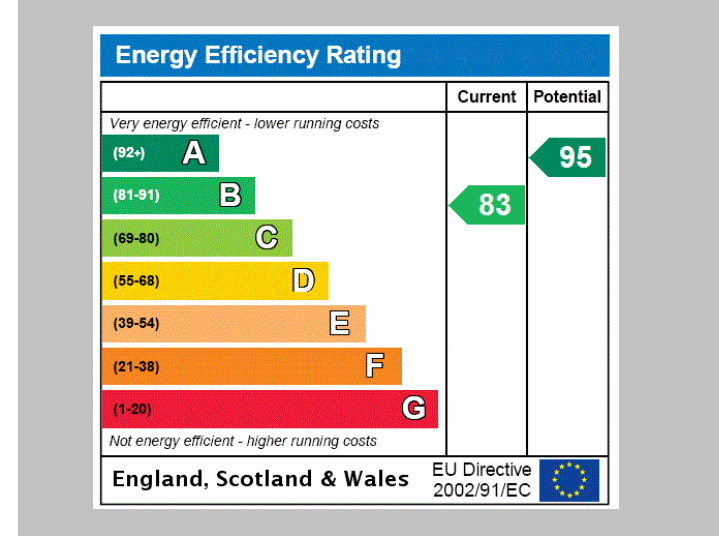 Energy Efficiency Rating
Current Potential
Very energy efficient - lower running costs
(92+) A 95
(81-91) B 83
(69-80) C
(55-68) D
(39-54) E
(21-38) F
(1-20) G
Not energy efficient - higher running costs
England, Scotland & Wales
EU Directive
2002/91/EC